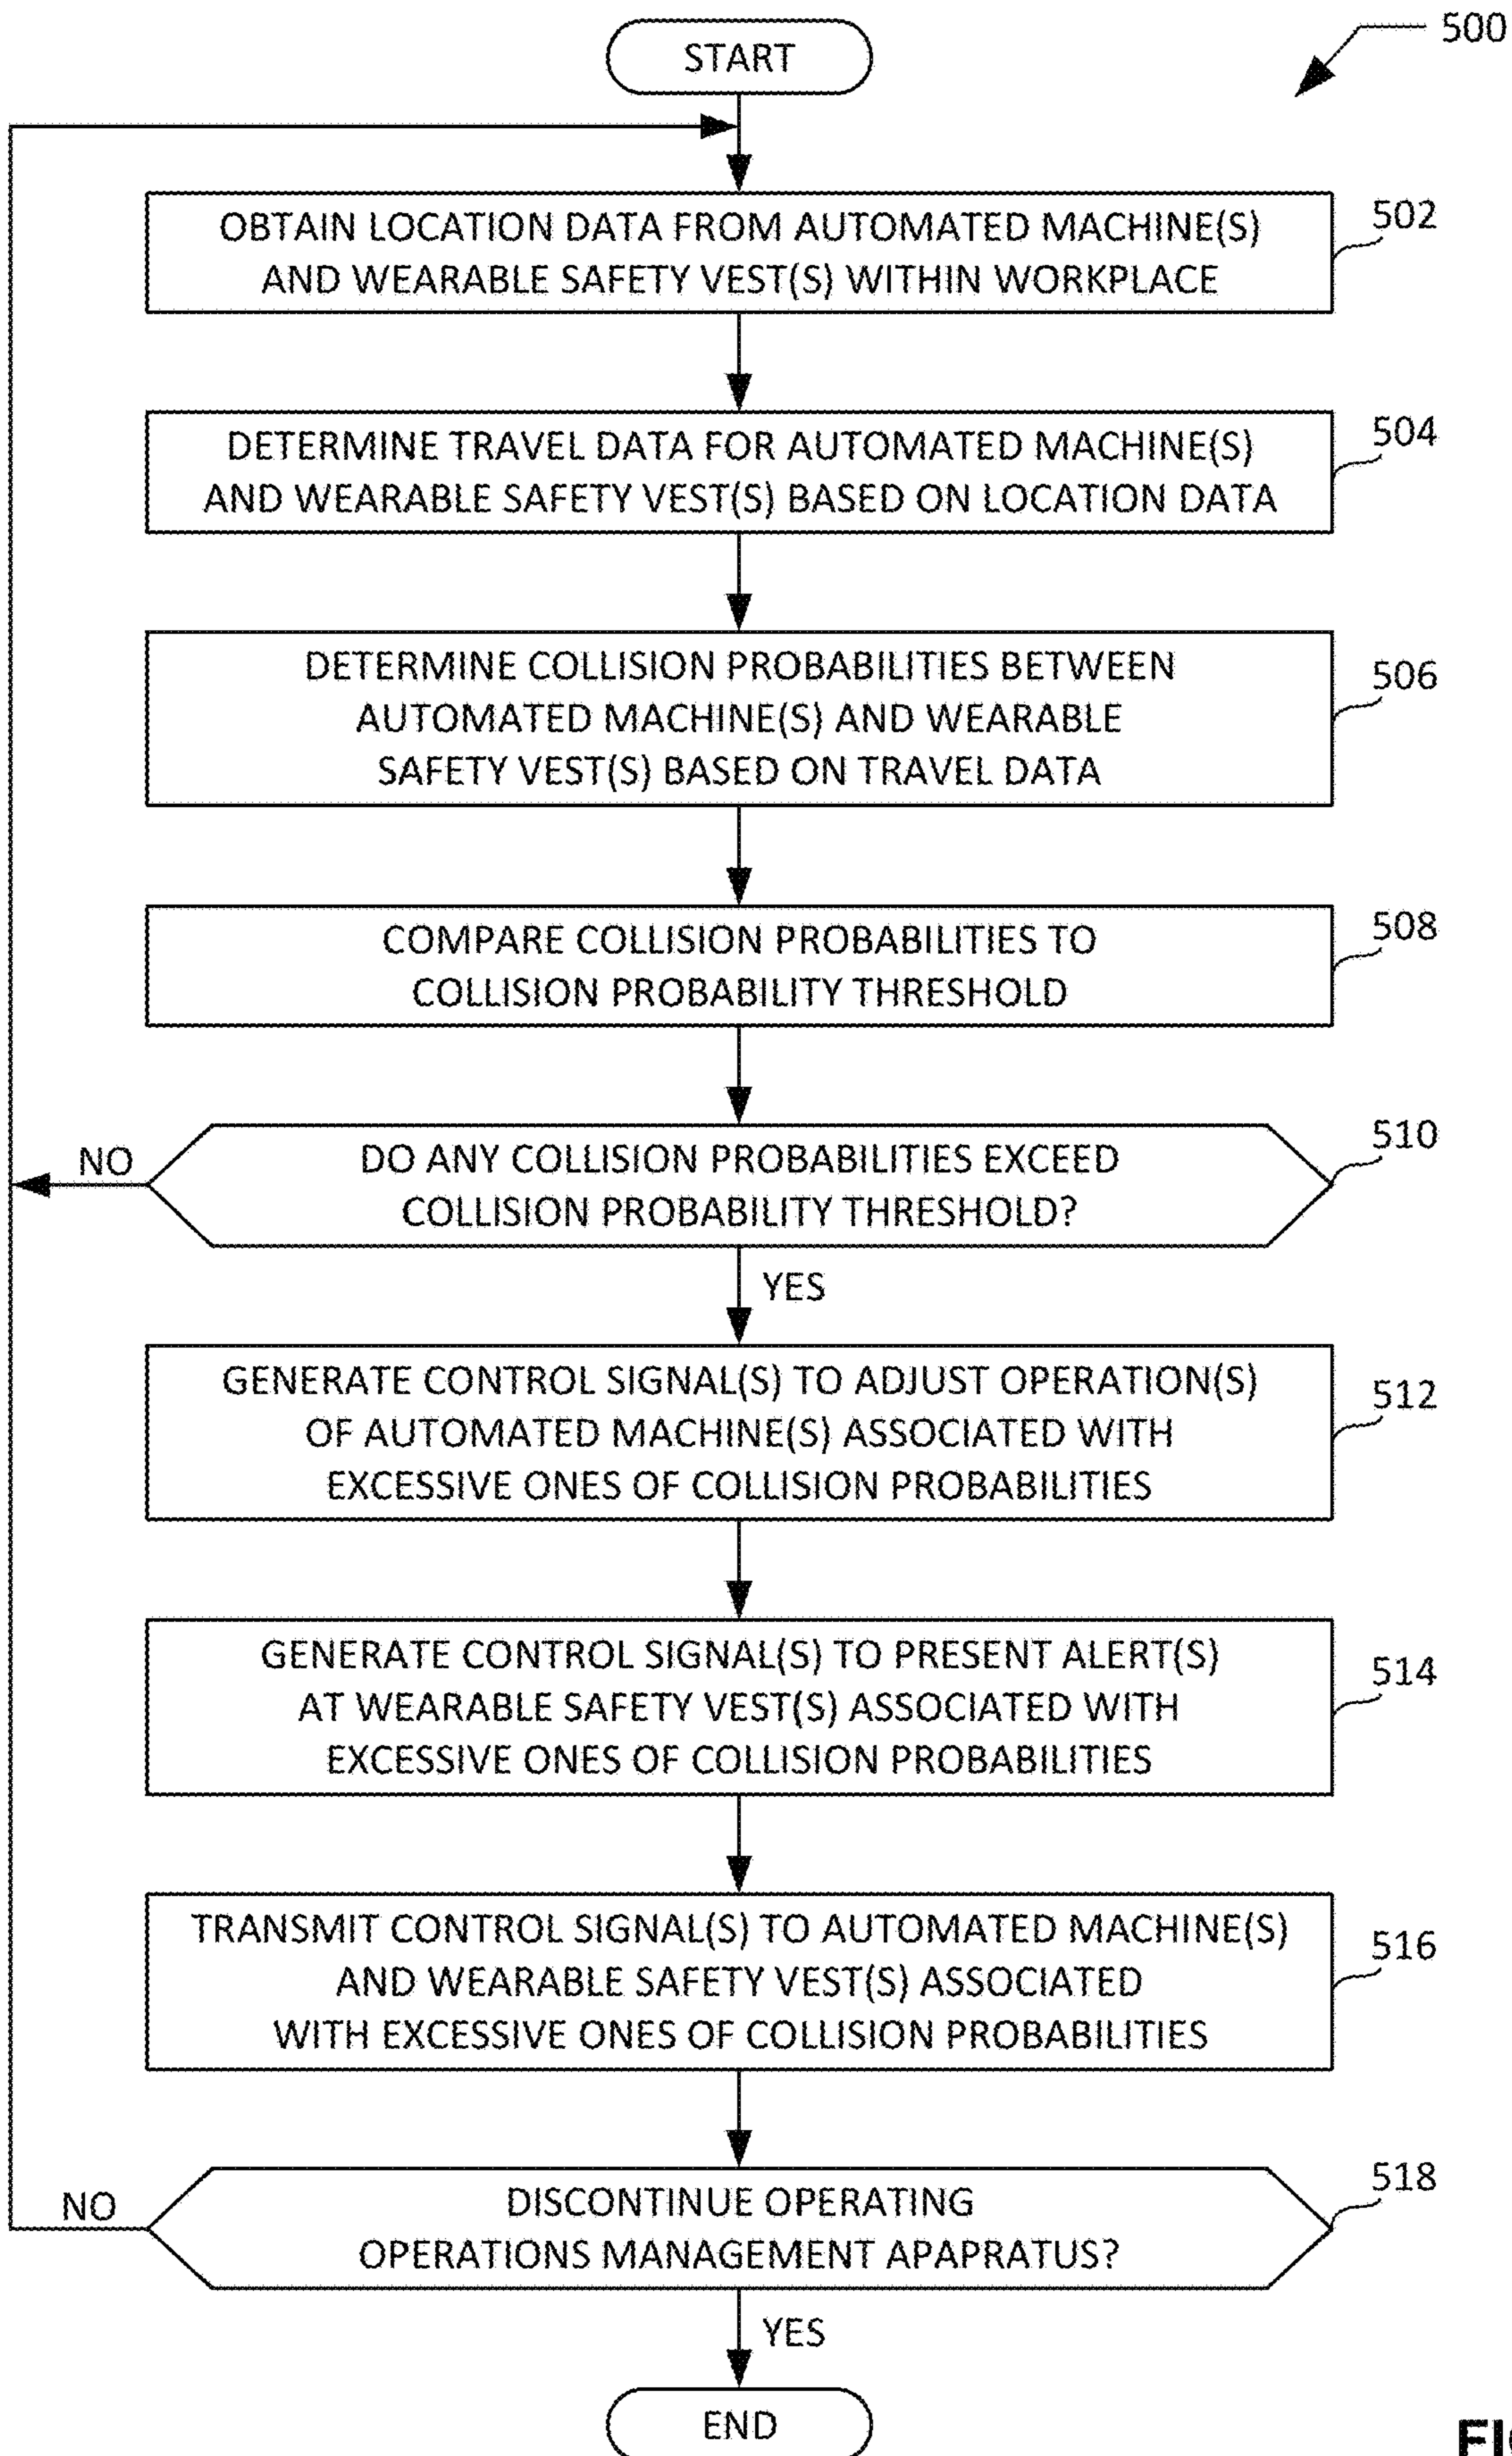 START
500
OBTAIN LOCATION DATA FROM AUTOMATED MACHINE(S)
AND WEARABLE SAFETY VEST(S) WITHIN WORKPLACE
502
DETERMINE TRAVEL DATA FOR AUTOMATED MACHINE(S)
AND WEARABLE SAFETY VEST(S) BASED ON LOCATION DATA
504
DETERMINE COLLISION PROBABILITIES BETWEEN
AUTOMATED MACHINE(S) AND WEARABLE
SAFETY VEST(S) BASED ON TRAVEL DATA
506
COMPARE COLLISION PROBABILITIES TO
COLLISION PROBABILITY THRESHOLD
508
DO ANY COLLISION PROBABILITIES EXCEED
COLLISION PROBABILITY THRESHOLD?
510
NO
YES
GENERATE CONTROL SIGNAL(S) TO ADJUST OPERATION(S)
OF AUTOMATED MACHINE(S) ASSOCIATED WITH
EXCESSIVE ONES OF COLLISION PROBABILITIES
512
GENERATE CONTROL SIGNAL(S) TO PRESENT ALERT(S)
AT WEARABLE SAFETY VEST(S) ASSOCIATED WITH
EXCESSIVE ONES OF COLLISION PROBABILITIES
514
TRANSMIT CONTROL SIGNAL(S) TO AUTOMATED MACHINE(S)
AND WEARABLE SAFETY VEST(S) ASSOCIATED
WITH EXCESSIVE ONES OF COLLISION PROBABILITIES
516
DISCONTINUE OPERATING
OPERATIONS MANAGEMENT APAPRATUS?
518
NO
YES
END